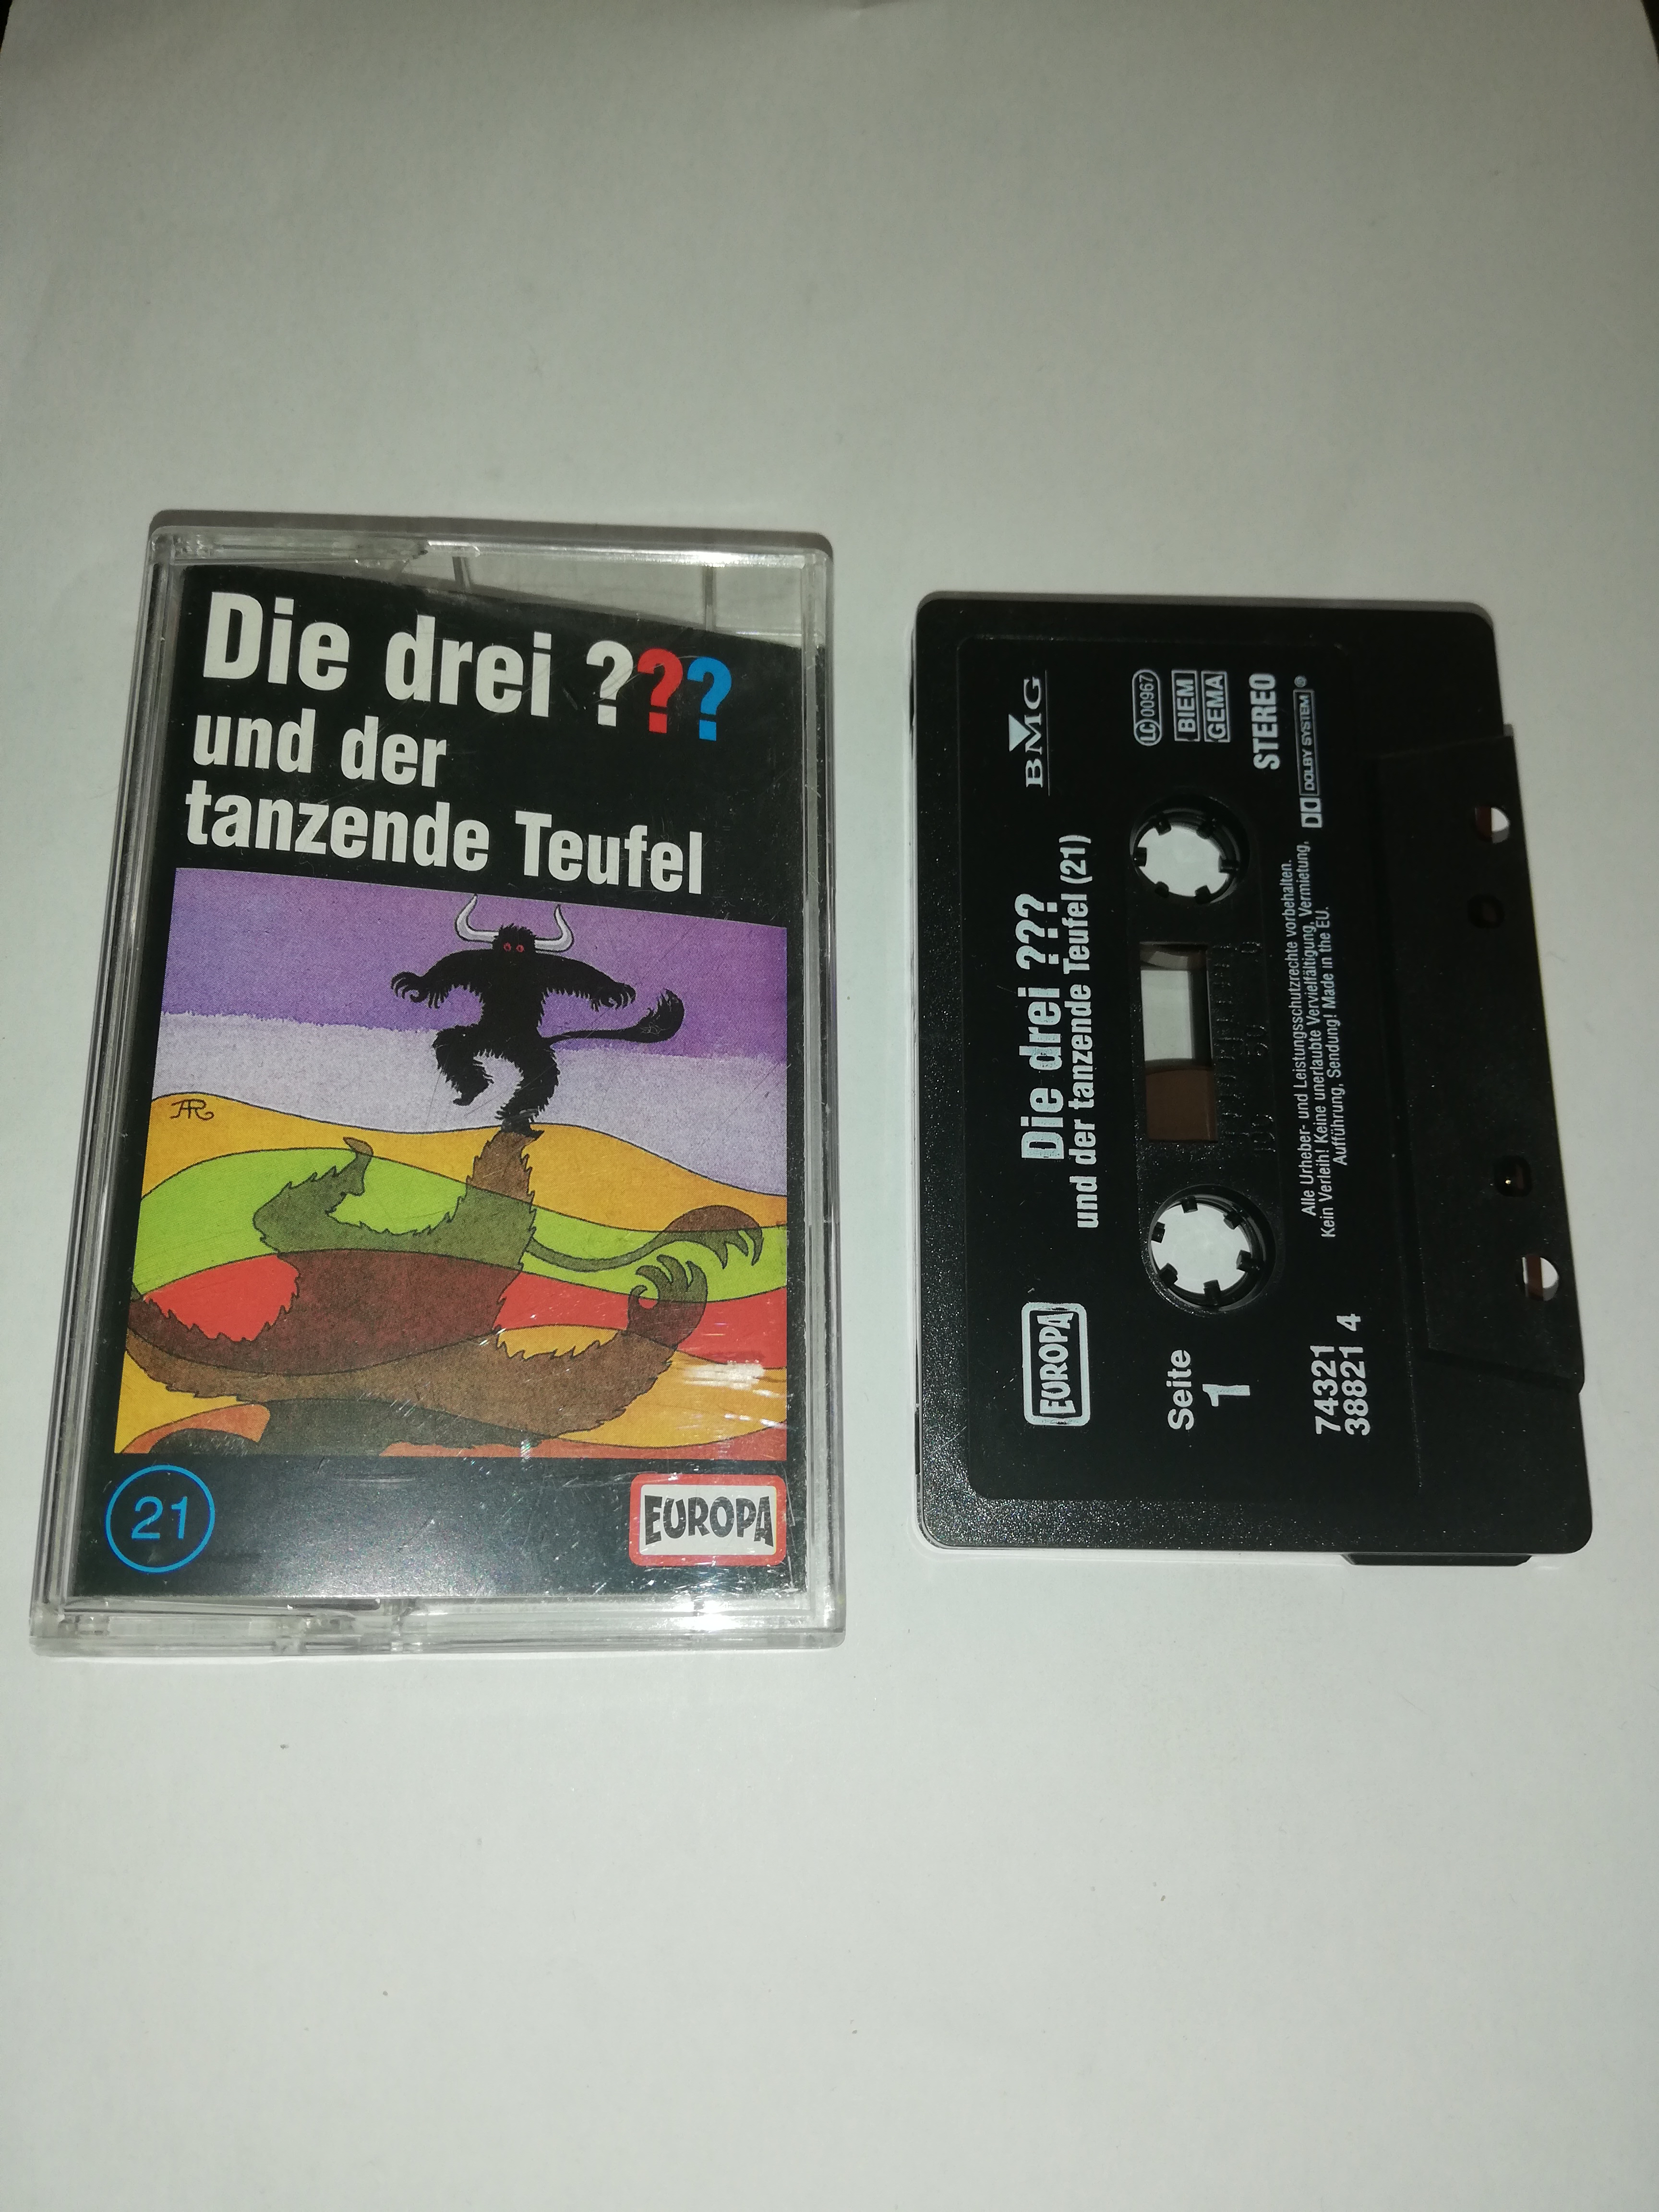 Die drei ???
und der
tanzende Teufel
AR
21
EUROPA
BMG
LC 00967
BIEM
GEMA
STEREO
DOLBY SYSTEM ®
Die drei ???
und der tanzende Teufel (21)
EUROPA
Seite
1
74321
38821 4
Alle Urheber- und Leistungsschutzrechte vorbehalten.
Kein Verleih! Keine unerlaubte Vervielfältigung, Vermietung,
Aufführung, Sendung! Made in the EU.